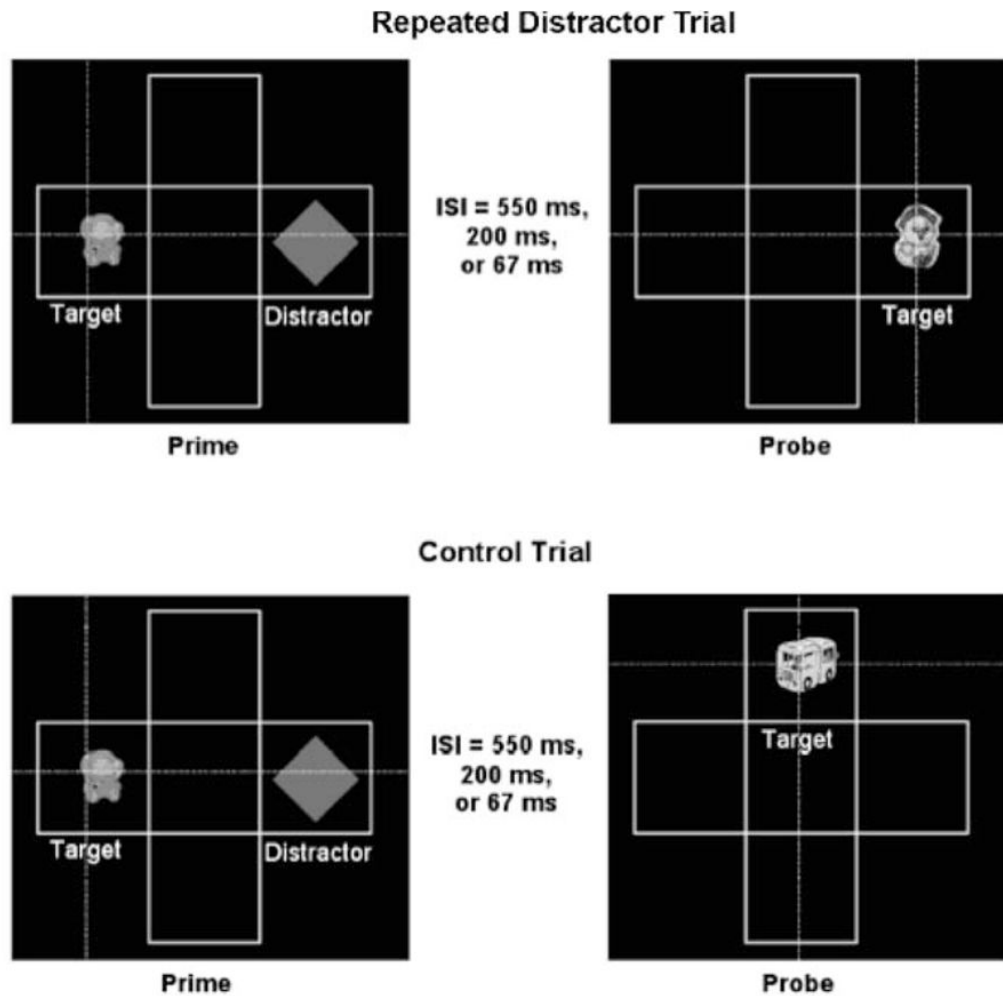 Repeated Distractor Trial
Target
Distractor
Prime
ISI = 550 ms,
200 ms,
or 67 ms
Target
Probe
Control Trial
Target
Distractor
Prime
ISI = 550 ms,
200 ms,
or 67 ms
Target
Probe